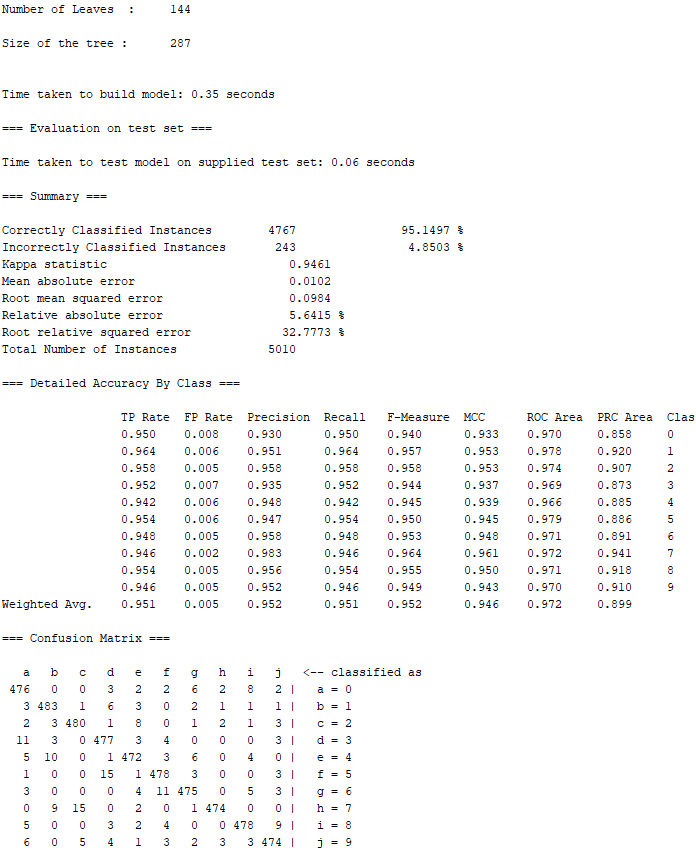 Number of Leaves  :     144
Size of the tree :      287
Time taken to build model: 0.35 seconds
=== Evaluation on test set ===
Time taken to test model on supplied test set: 0.06 seconds
=== Summary ===
Correctly Classified Instances        4767               95.1497 %
Incorrectly Classified Instances       243                4.8503 %
Kappa statistic                          0.9461
Mean absolute error                      0.0102
Root mean squared error                  0.0984
Relative absolute error                  5.6415 %
Root relative squared error             32.7773 %
Total Number of Instances             5010
=== Detailed Accuracy By Class ===
                 TP Rate  FP Rate  Precision  Recall   F-Measure  MCC      ROC Area  PRC Area  Clas
                 0.950    0.008    0.930      0.950    0.940      0.933    0.970     0.858     0
                 0.964    0.006    0.951      0.964    0.957      0.953    0.978     0.920     1
                 0.958    0.005    0.958      0.958    0.958      0.953    0.974     0.907     2
                 0.952    0.007    0.935      0.952    0.944      0.937    0.969     0.873     3
                 0.942    0.006    0.948      0.942    0.945      0.939    0.966     0.885     4
                 0.954    0.006    0.947      0.954    0.950      0.945    0.979     0.886     5
                 0.948    0.005    0.958      0.948    0.953      0.948    0.971     0.891     6
                 0.946    0.002    0.983      0.946    0.964      0.961    0.972     0.941     7
                 0.954    0.005    0.956      0.954    0.955      0.950    0.971     0.918     8
                 0.946    0.005    0.952      0.946    0.949      0.943    0.970     0.910     9
Weighted Avg.    0.951    0.005    0.952      0.951    0.952      0.946    0.972     0.899
=== Confusion Matrix ===
   a   b   c   d   e   f   g   h   i   j   <-- classified as
 476   0   0   3   2   2   6   2   8   2 |   a = 0
   3 483   1   6   3   0   2   1   1   1 |   b = 1
   2   3 480   1   8   0   1   2   1   3 |   c = 2
  11   3   0 477   3   4   0   0   0   3 |   d = 3
   5  10   0   1 472   3   6   0   4   0 |   e = 4
   1   0   0  15   1 478   3   0   0   3 |   f = 5
   3   0   0   0   4  11 475   0   5   3 |   g = 6
   0   9  15   0   2   0   1 474   0   0 |   h = 7
   5   0   0   3   2   4   0   0 478   9 |   i = 8
   6   0   5   4   1   3   2   3   3 474 |   j = 9